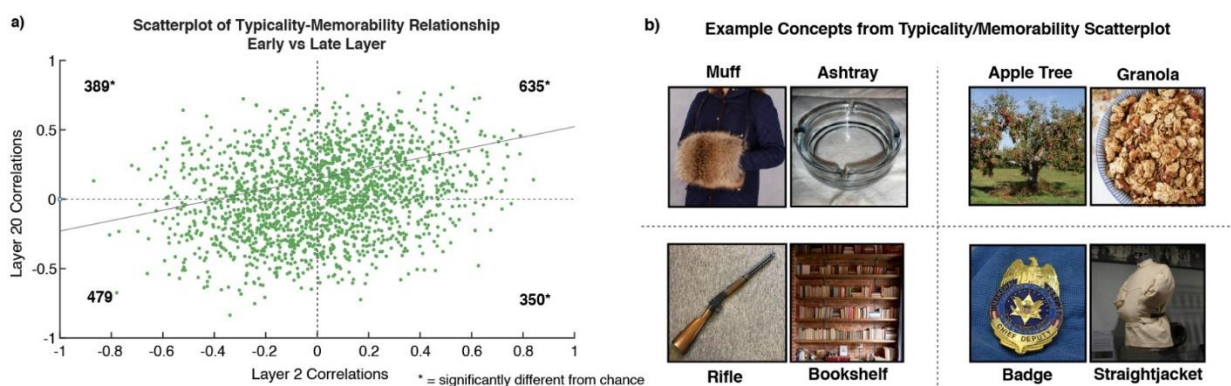 a)
Scatterplot of Typicality-Memorability Relationship
Early vs Late Layer
1
0.5
0
-0.5
-1
Layer 20 Correlations
389*
635*
479
350*
-1 -0.8 -0.6 -0.4 -0.2 0 0.2 0.4 0.6 0.8 1
Layer 2 Correlations
* = significantly different from chance
b)
Example Concepts from Typicality/Memorability Scatterplot
Muff Ashtray
Apple Tree Granola
Rifle Bookshelf
CHIEF DEPUTY
Badge Straightjacket